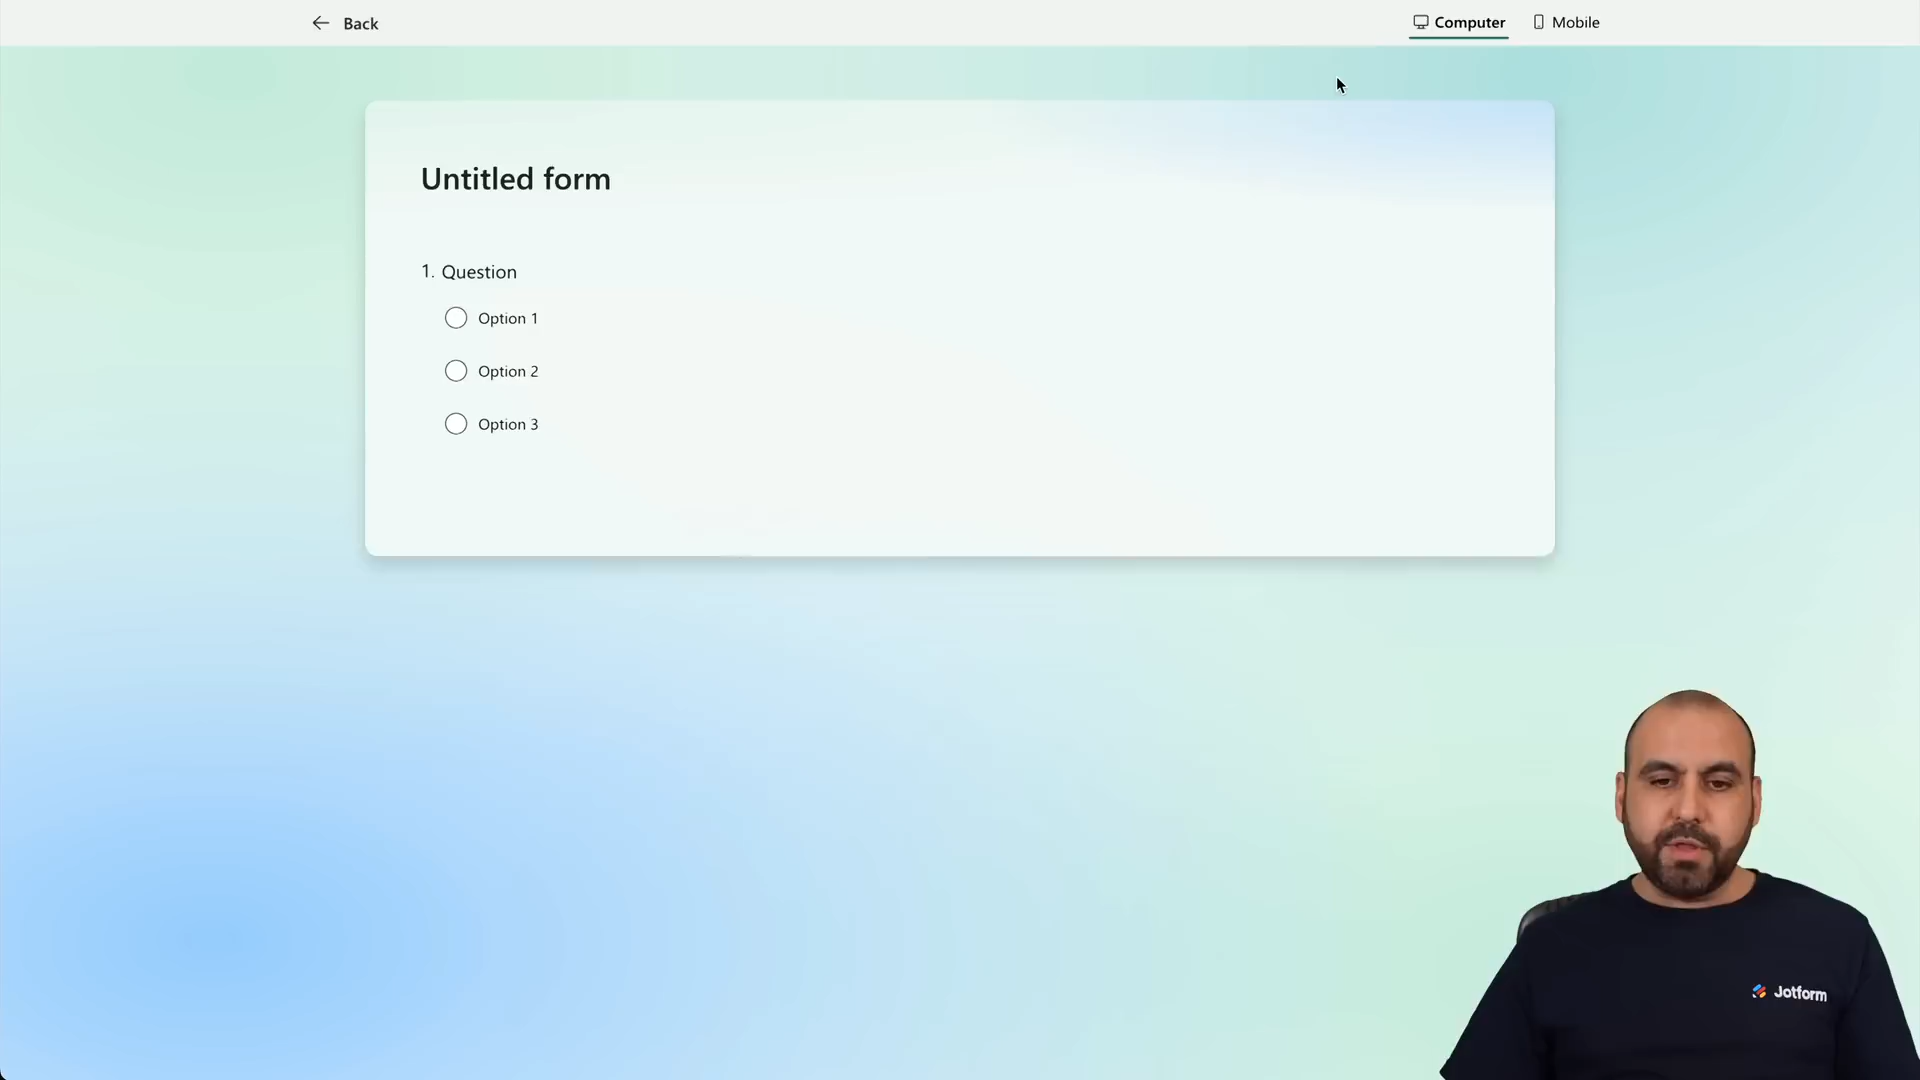 Back
Computer
Mobile
Untitled form
1. Question
Option 1
Option 2
Option 3
Jotform